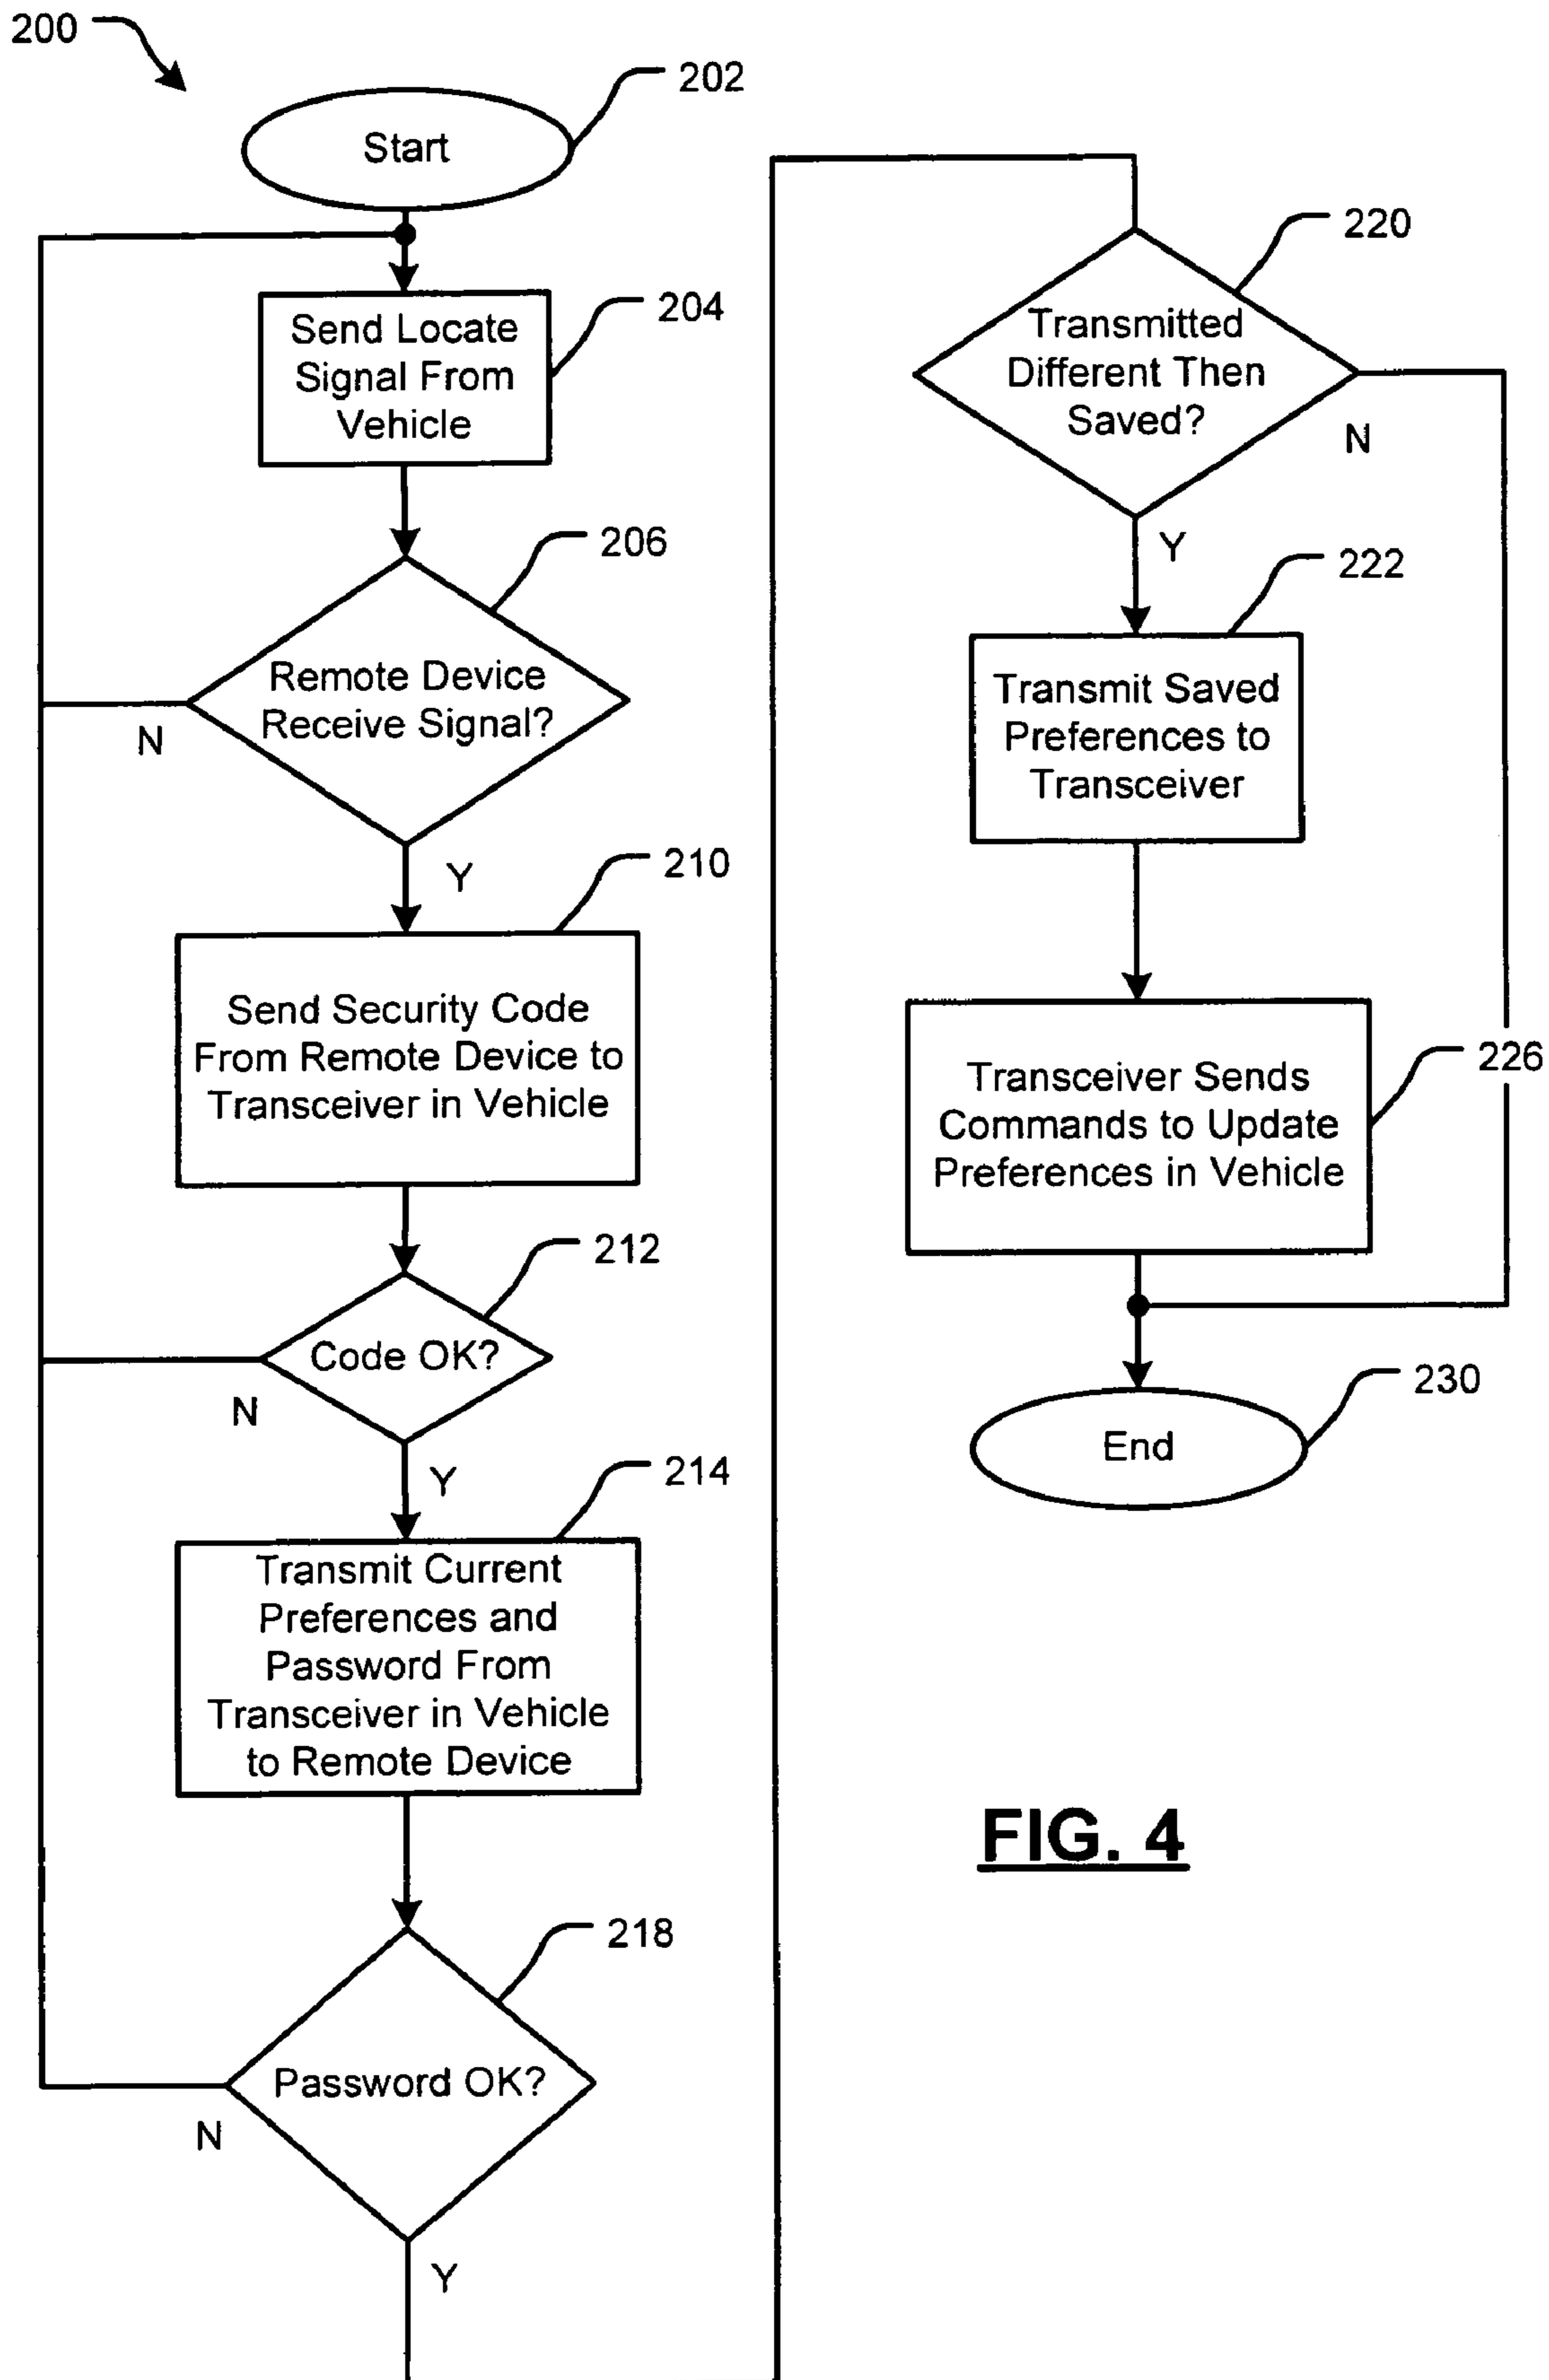 200
202
Start
204
Send Locate
Signal From
Vehicle
206
Remote Device
Receive Signal?
N
Y
210
Send Security Code
From Remote Device to
Transceiver in Vehicle
212
Code OK?
N
Y
214
Transmit Current
Preferences and
Password From
Transceiver in Vehicle
to Remote Device
218
Password OK?
N
Y
220
Transmitted
Different Then
Saved?
N
Y
222
Transmit Saved
Preferences to
Transceiver
226
Transceiver Sends
Commands to Update
Preferences in Vehicle
230
End
FIG. 4